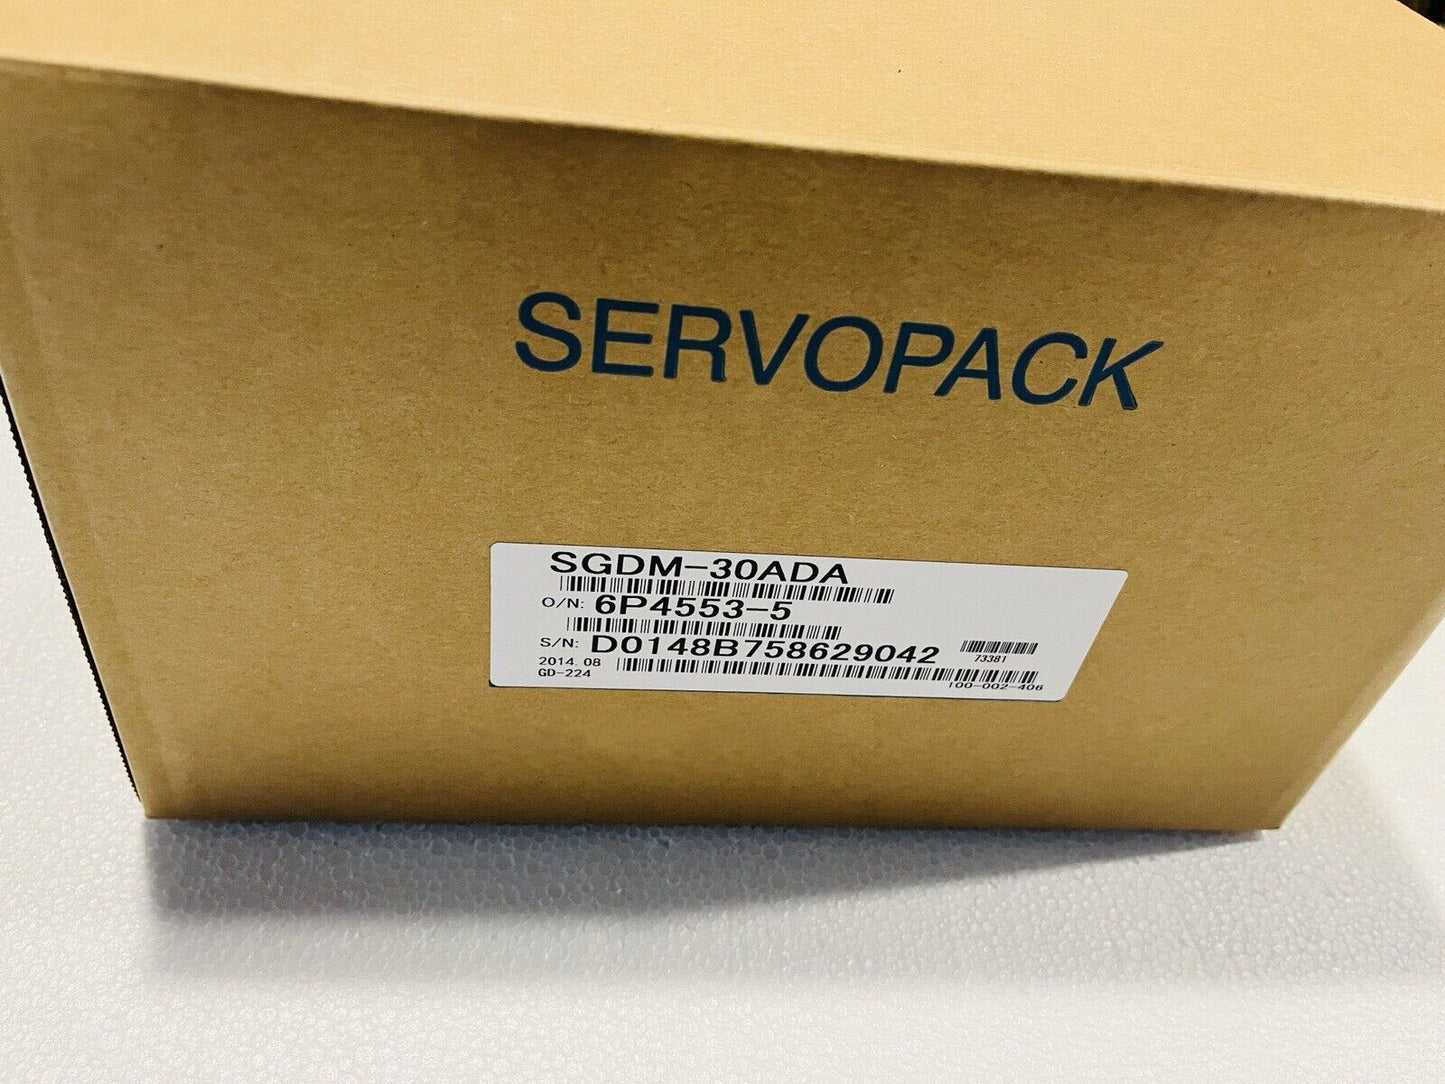 SERVOPACK
SGDM-30ADA
O/N: 6P4553-5
S/N: D0148B758629042
73381
2014.08
GD-224
100-002-406